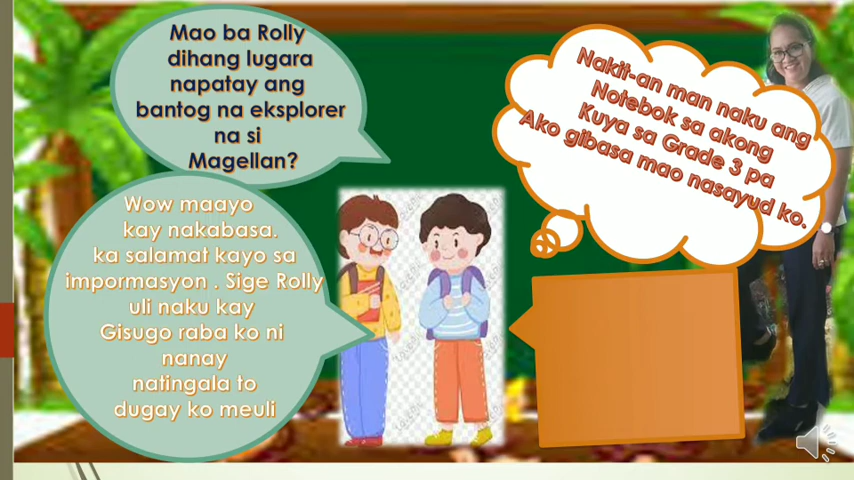 Mao ba Rolly
dihang lugara
napatay ang
bantog na eksplorer
na si
Magellan?
Nakit-an man naku ang
Notebok sa akong
Kuya sa Grade 3 pa
Ako gibasa mao nasayud ko.
Wow maayo
kay nakabasa.
ka salamat kayo sa
impormasyon . Sige Rolly
uli naku kay
Gisugo raba ko ni
nanay
natingala to
dugay ko meuli